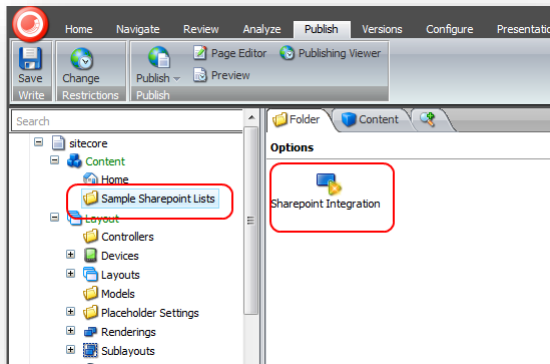 Home Navigate Review Analyze Publish Versions Configure Presentatio
Save Change Publish Page Editor Publishing Viewer
Preview
Write Restrictions Publish
Search
Folder Content
sitecore
Options
Content
Home
Sample Sharepoint Lists
Sharepoint Integration
Layout
Controllers
Devices
Layouts
Models
Placeholder Settings
Renderings
Sublayouts